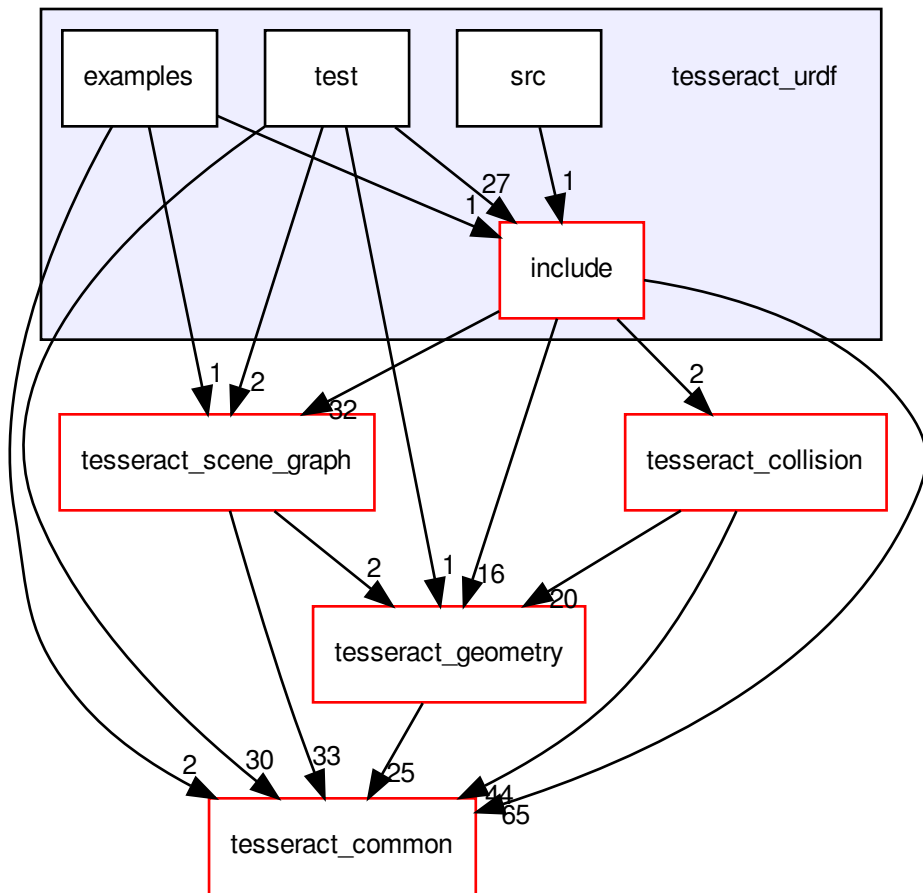 examples
test
src
tesseract_urdf
27
1
1
include
1
2
32
2
tesseract_scene_graph
tesseract_collision
2
1
16
20
tesseract_geometry
2
30
33
25
44
65
tesseract_common